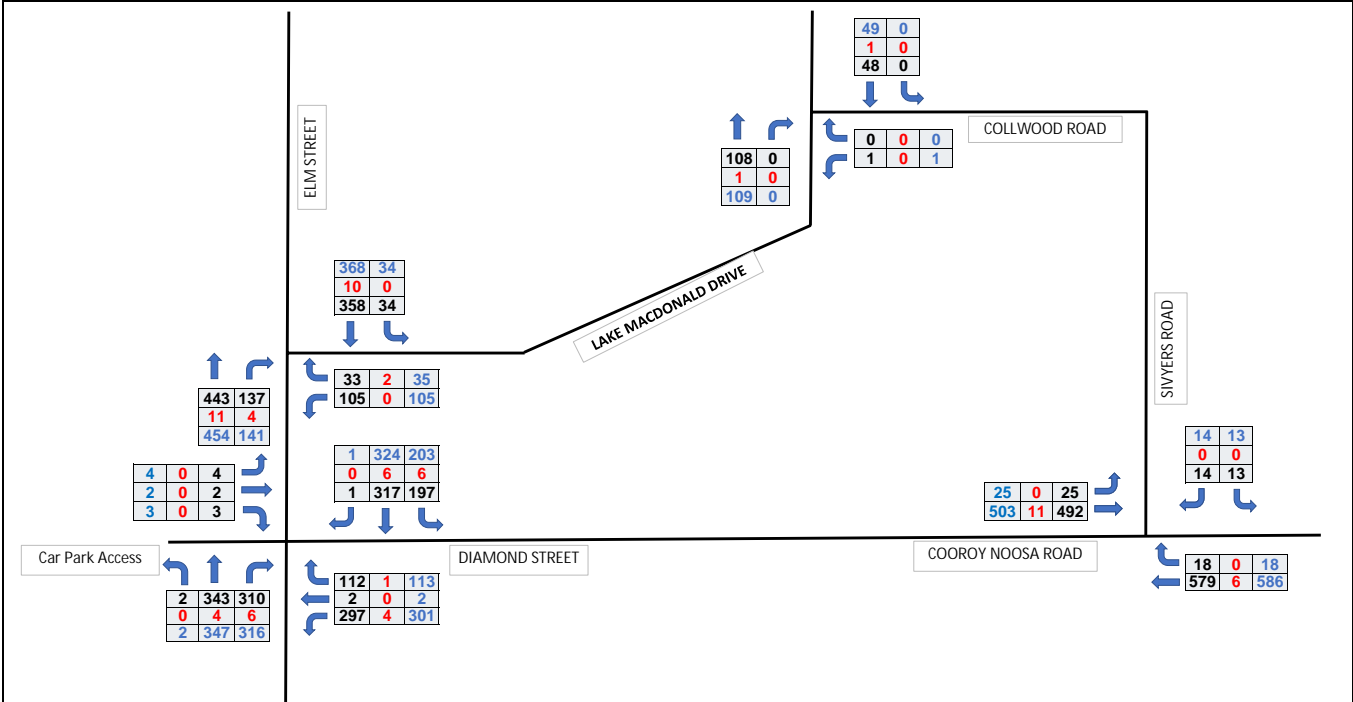 49 0
1 0
48 0
COLLWOOD ROAD
ELM STREET
108 0
1 0
109 0
0 0 0
1 0 1
LAKE MACDONALD DRIVE
368 34
10 0
358 34
SIVYERS ROAD
33 2 35
105 0 105
443 137
11 4
454 141
1 324 203
0 6 6
1 317 197
4 0 4
2 0 2
3 0 3
14 13
0 0
14 13
25 0 25
503 11 492
Car Park Access
DIAMOND STREET
COOROY NOOSA ROAD
18 0 18
579 6 586
112 1 113
2 0 2
297 4 301
2 343 310
0 4 6
2 347 316